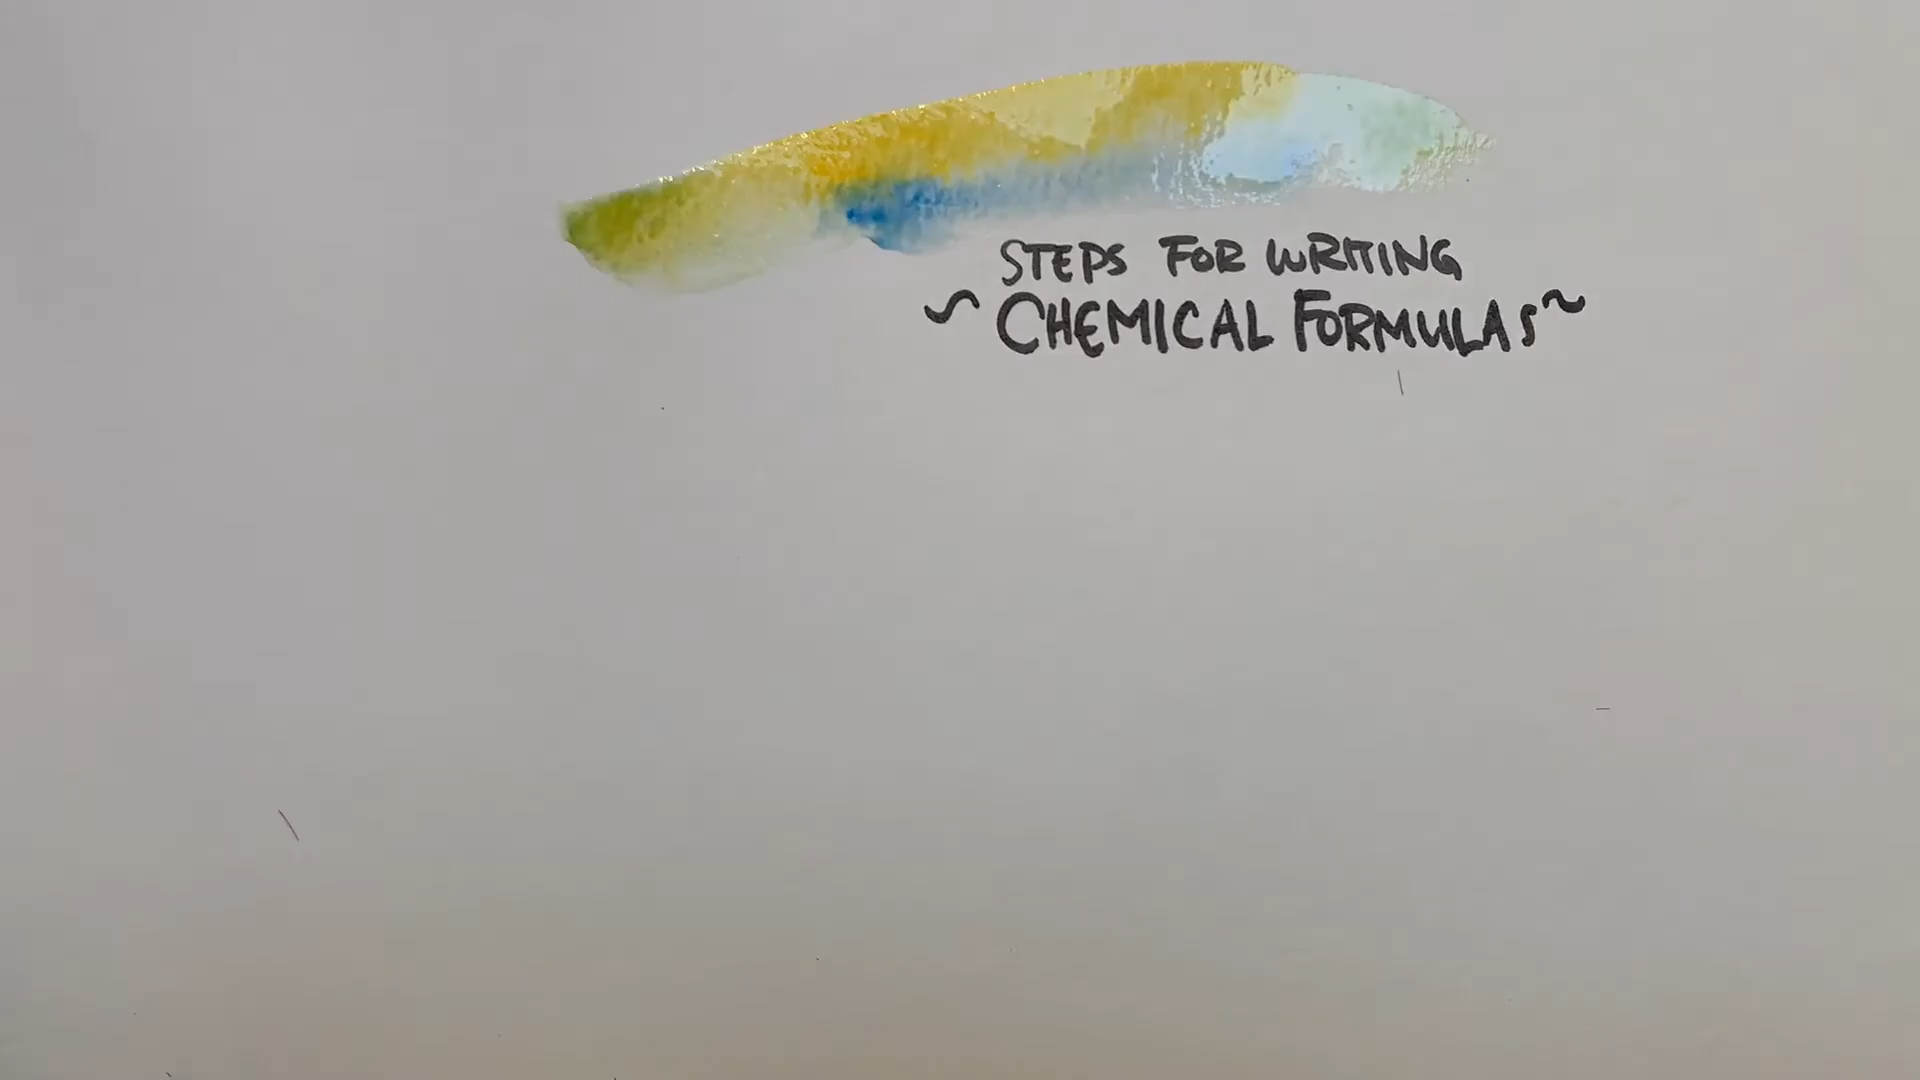 STEPS FOR WRITING
~ CHEMICAL FORMULAS ~